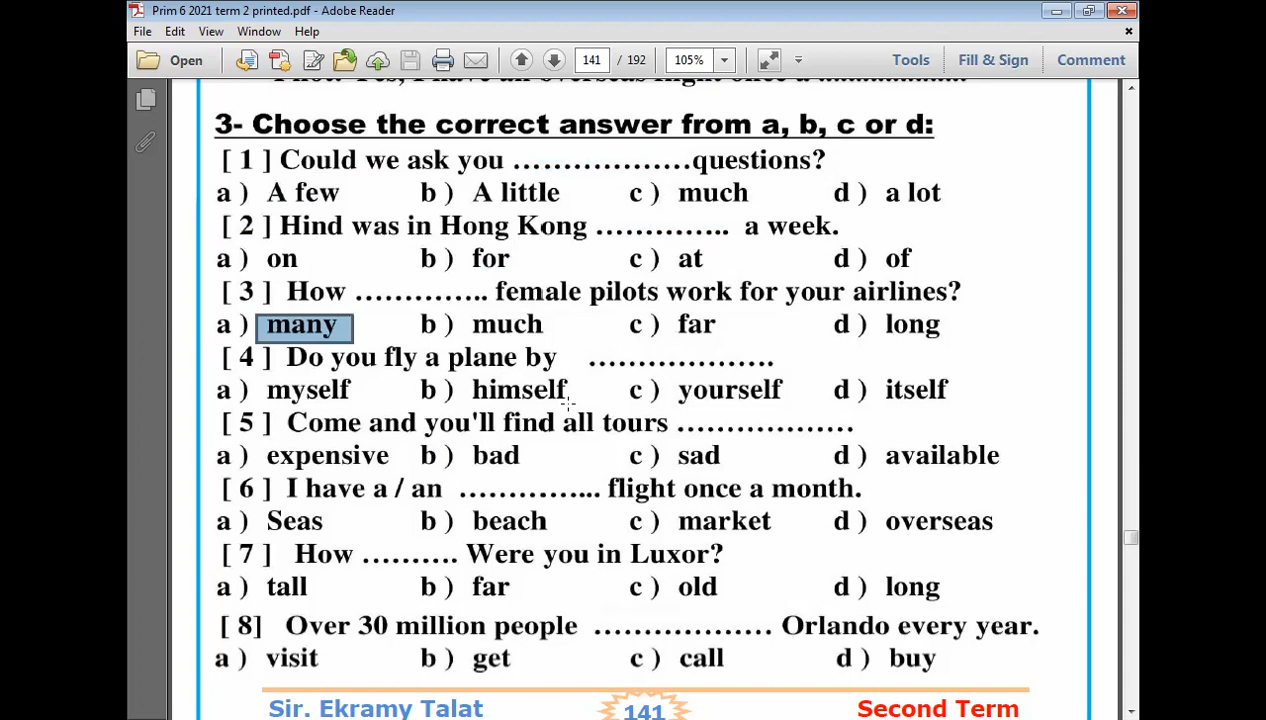 Prim 6 2021 term 2 printed.pdf - Adobe Reader
File Edit View Window Help
Open 141 / 192 105% Tools Fill & Sign Comment
3- Choose the correct answer from a, b, c or d:
[ 1 ] Could we ask you ………………questions?
a ) A few b ) A little c ) much d ) a lot
[ 2 ] Hind was in Hong Kong ………….. a week.
a ) on b ) for c ) at d ) of
[ 3 ] How ………….. female pilots work for your airlines?
a ) many b ) much c ) far d ) long
[ 4 ] Do you fly a plane by ……………….
a ) myself b ) himself c ) yourself d ) itself
[ 5 ] Come and you'll find all tours ………………
a ) expensive b ) bad c ) sad d ) available
[ 6 ] I have a / an …………... flight once a month.
a ) Seas b ) beach c ) market d ) overseas
[ 7 ] How ………. Were you in Luxor?
a ) tall b ) far c ) old d ) long
[ 8] Over 30 million people ……………… Orlando every year.
a ) visit b ) get c ) call d ) buy
Sir. Ekramy Talat 141 Second Term